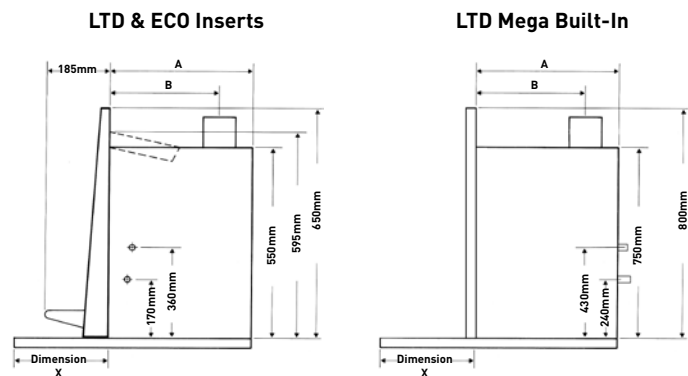 LTD & ECO Inserts
LTD Mega Built-In
185mm
A
B
650mm
595mm
550mm
360mm
170mm
Dimension
X
A
B
800mm
750mm
430mm
240mm
Dimension
X